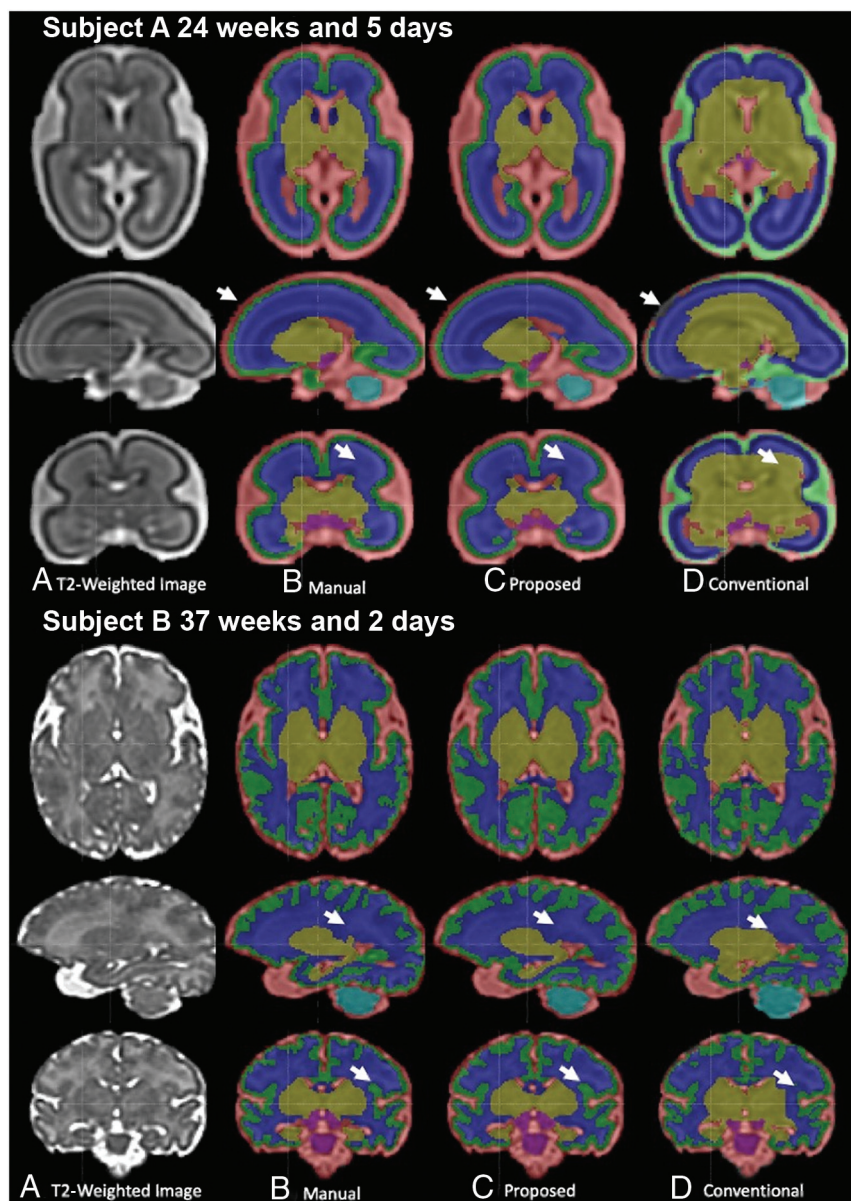 Subject A 24 weeks and 5 days
A T2-Weighted Image
B Manual
C Proposed
D Conventional
Subject B 37 weeks and 2 days
A T2-Weighted Image
B Manual
C Proposed
D Conventional